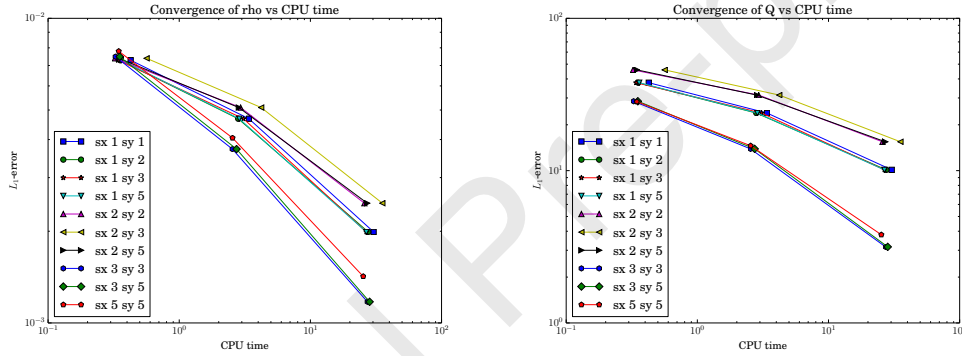 Convergence of rho vs CPU time
10⁻²
L₁-error
10⁻³
sx 1 sy 1
sx 1 sy 2
sx 1 sy 3
sx 1 sy 5
sx 2 sy 2
sx 2 sy 3
sx 2 sy 5
sx 3 sy 3
sx 3 sy 5
sx 5 sy 5
10⁻¹ 10⁰ 10¹ 10²
CPU time
Convergence of Q vs CPU time
10²
10¹
L₁-error
10⁰
sx 1 sy 1
sx 1 sy 2
sx 1 sy 3
sx 1 sy 5
sx 2 sy 2
sx 2 sy 3
sx 2 sy 5
sx 3 sy 3
sx 3 sy 5
sx 5 sy 5
10⁻¹ 10⁰ 10¹ 10²
CPU time